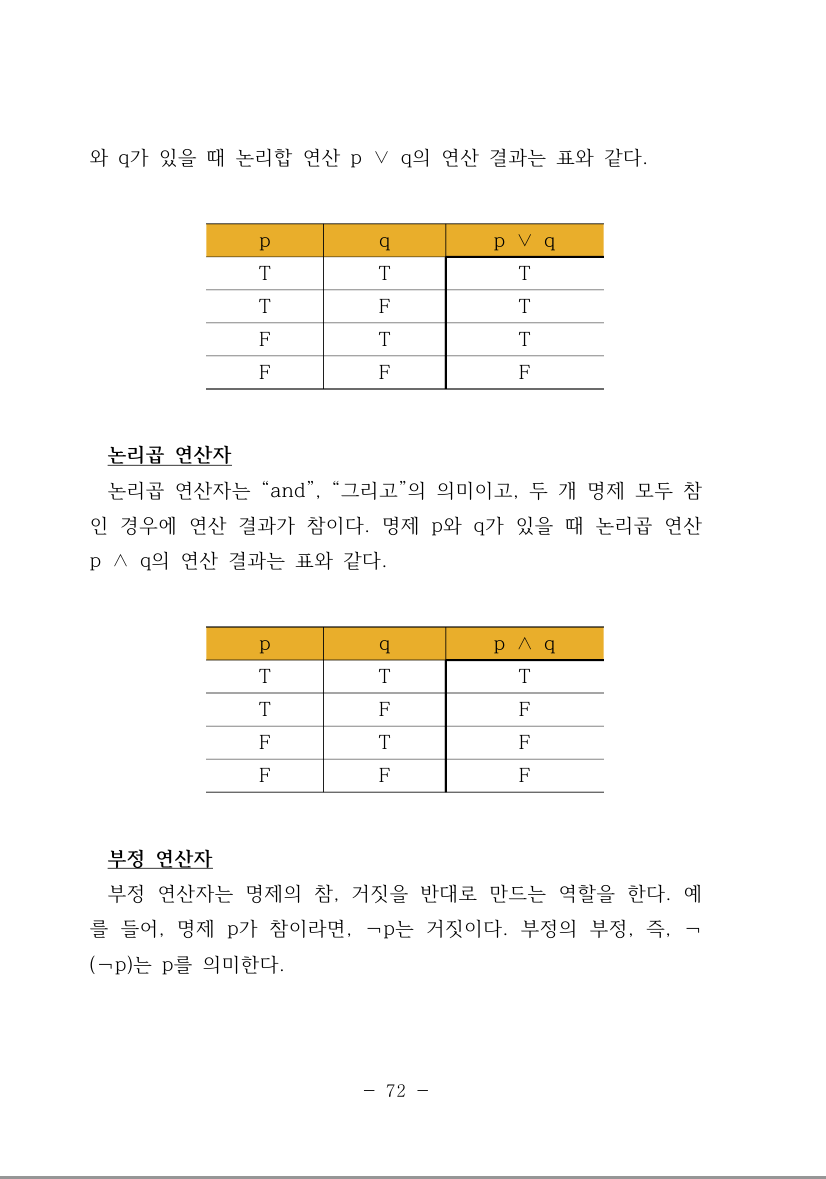 와 q가 있을 때 논리합 연산 p ∨ q의 연산 결과는 표와 같다.
p q p ∨ q
T T T
T F T
F T T
F F F
논리곱 연산자
논리곱 연산자는 “and”, “그리고”의 의미이고, 두 개 명제 모두 참
인 경우에 연산 결과가 참이다. 명제 p와 q가 있을 때 논리곱 연산
p ∧ q의 연산 결과는 표와 같다.
p q p ∧ q
T T T
T F F
F T F
F F F
부정 연산자
부정 연산자는 명제의 참, 거짓을 반대로 만드는 역할을 한다. 예
를 들어, 명제 p가 참이라면, ¬p는 거짓이다. 부정의 부정, 즉, ¬
(¬p)는 p를 의미한다.
- 72 -